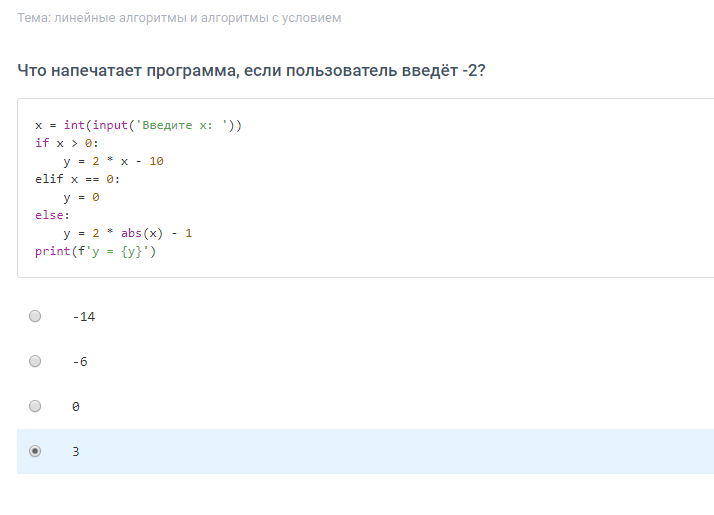 Тема: линейные алгоритмы и алгоритмы с условием
Что напечатает программа, если пользователь введёт -2?
x = int(input('Введите x: '))
if x > 0:
    y = 2 * x - 10
elif x == 0:
    y = 0
else:
    y = 2 * abs(x) - 1
print(f'y = {y}')
-14
-6
0
3